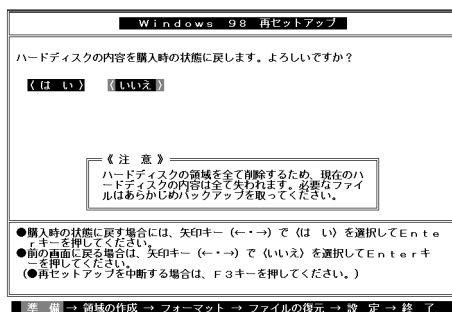 Windows 98 再セットアップ
ハードディスクの内容を購入時の状態に戻します。よろしいですか？
〈は い〉 〈いいえ〉
《注 意》
ハードディスクの領域を全て削除するため、現在のハ
ードディスクの内容は全て失われます。必要なファイ
ルはあらかじめバックアップを取ってください。
●購入時の状態に戻す場合には、矢印キー（←・→）で〈は い〉を選択してＥｎｔｅ
ｒキーを押してください。
●前の画面に戻る場合は、矢印キー（←・→）で〈いいえ〉を選択してＥｎｔｅｒキ
ーを押してください。
（●再セットアップを中断する場合は、Ｆ３キーを押してください。）
準 備 → 領域の作成 → フォーマット → ファイルの復元 → 設 定 → 終 了